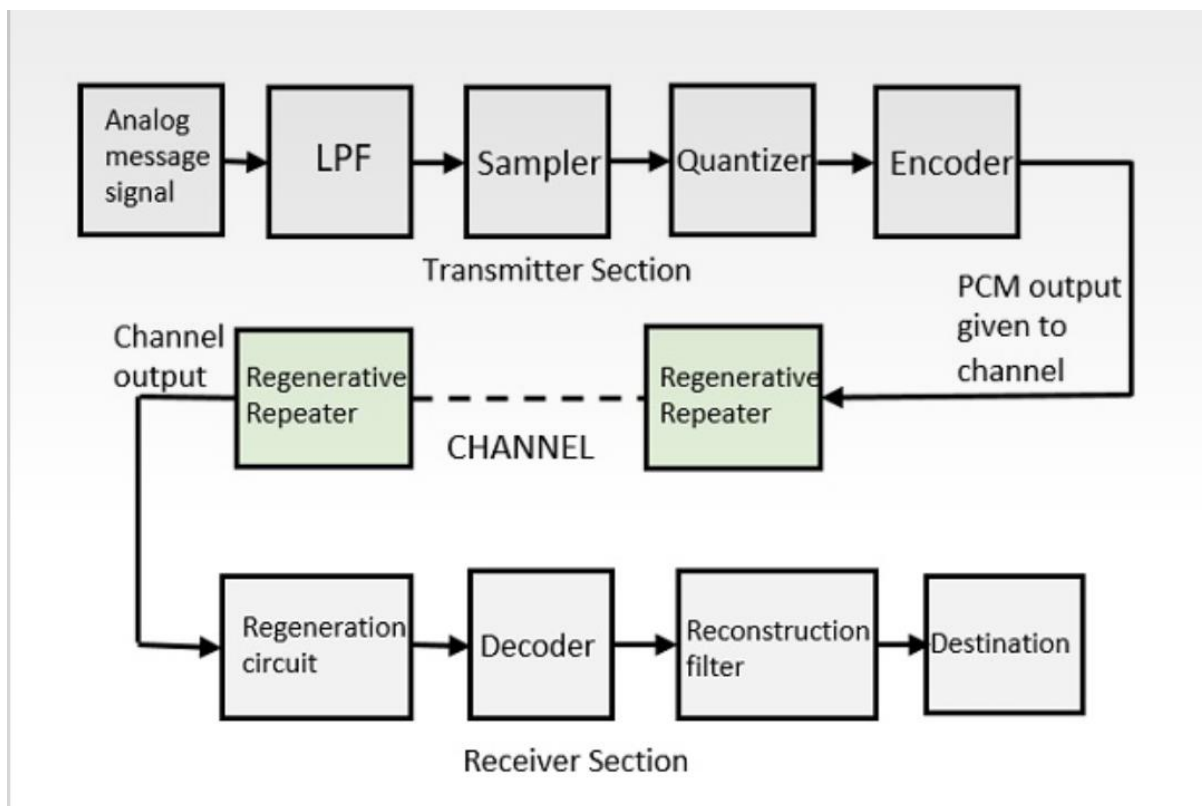 Analog
message
signal
LPF
Sampler
Quantizer
Encoder
Transmitter Section
PCM output
given to
channel
Channel
output
Regenerative
Repeater
CHANNEL
Regenerative
Repeater
Regeneration
circuit
Decoder
Reconstruction
filter
Destination
Receiver Section